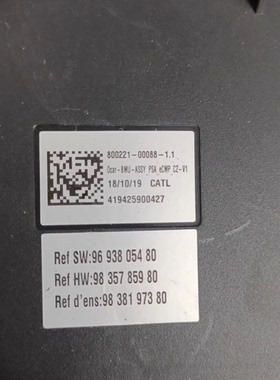 800221-00088-1.1
Ocar-BMU-ASSY PSA eCMP CZ-V1
18/10/19 CATL
419425900427
Ref SW:96 938 054 80
Ref HW:98 357 859 80
Ref d'ens:98 381 973 80